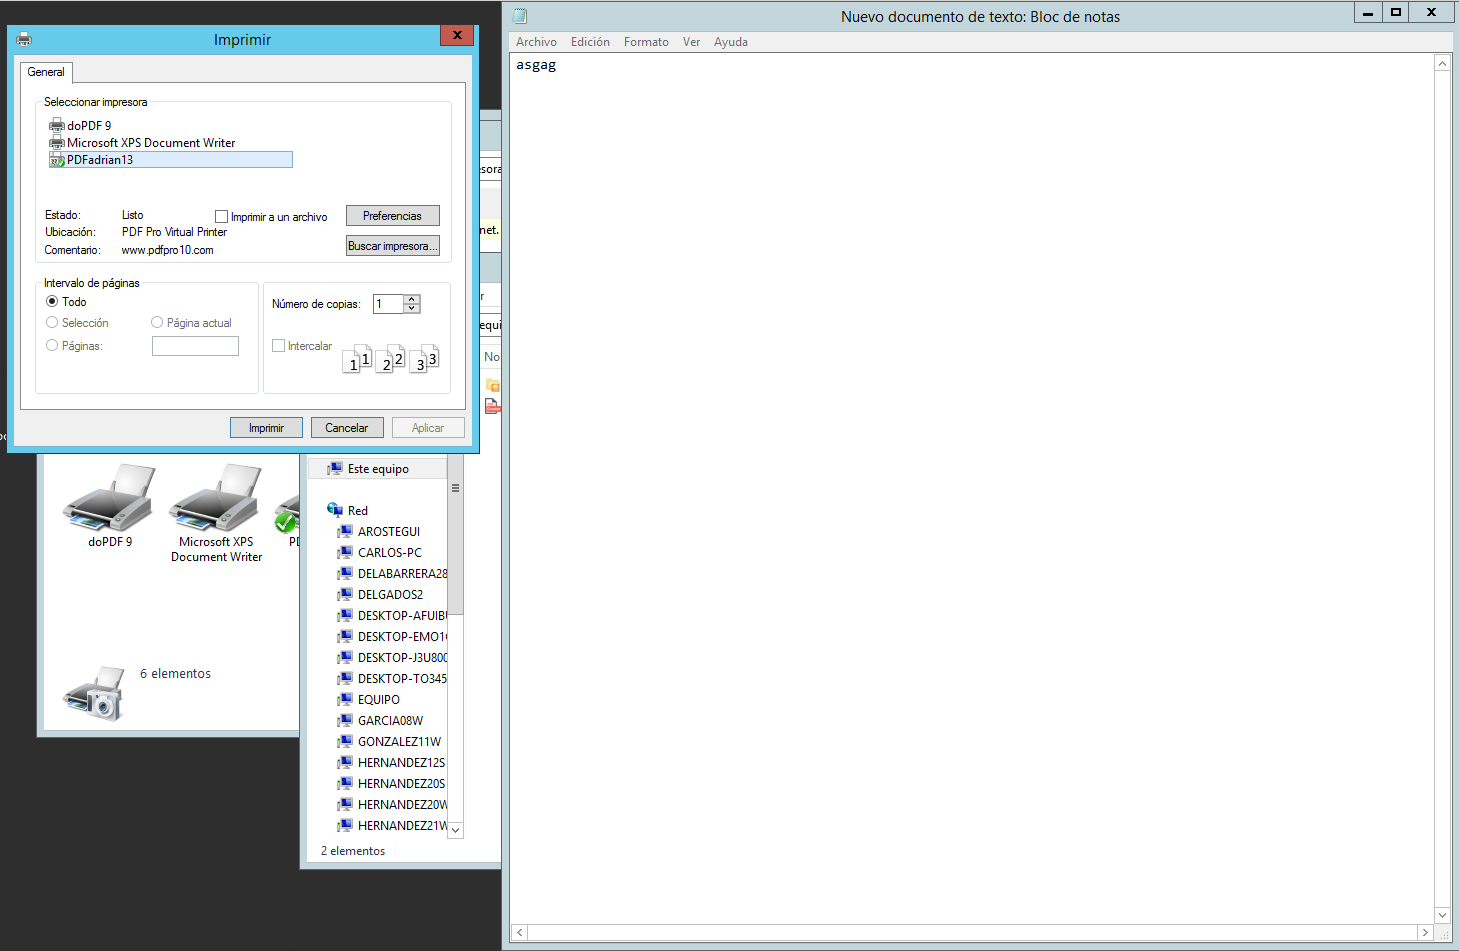 Imprimir
General
Seleccionar impresora
doPDF 9
Microsoft XPS Document Writer
PDFadrian13
Estado: Listo
Imprimir a un archivo
Preferencias
Ubicación: PDF Pro Virtual Printer
Comentario: www.pdfpro10.com
Buscar impresora...
Intervalo de páginas
Todo
Selección
Página actual
Páginas:
Número de copias: 1
Intercalar
1 1 2 2 3 3
Imprimir
Cancelar
Aplicar
doPDF 9
Microsoft XPS
Document Writer
6 elementos
net.
No
Este equipo
Red
AROSTEGUI
CARLOS-PC
DELABARRERA28
DELGADOS2
DESKTOP-AFUIB
DESKTOP-EMO1
DESKTOP-J3U800
DESKTOP-TO345
EQUIPO
GARCIA08W
GONZALEZ11W
HERNANDEZ12S
HERNANDEZ20S
HERNANDEZ20W
HERNANDEZ21W
2 elementos
Nuevo documento de texto: Bloc de notas
Archivo Edición Formato Ver Ayuda
asgag